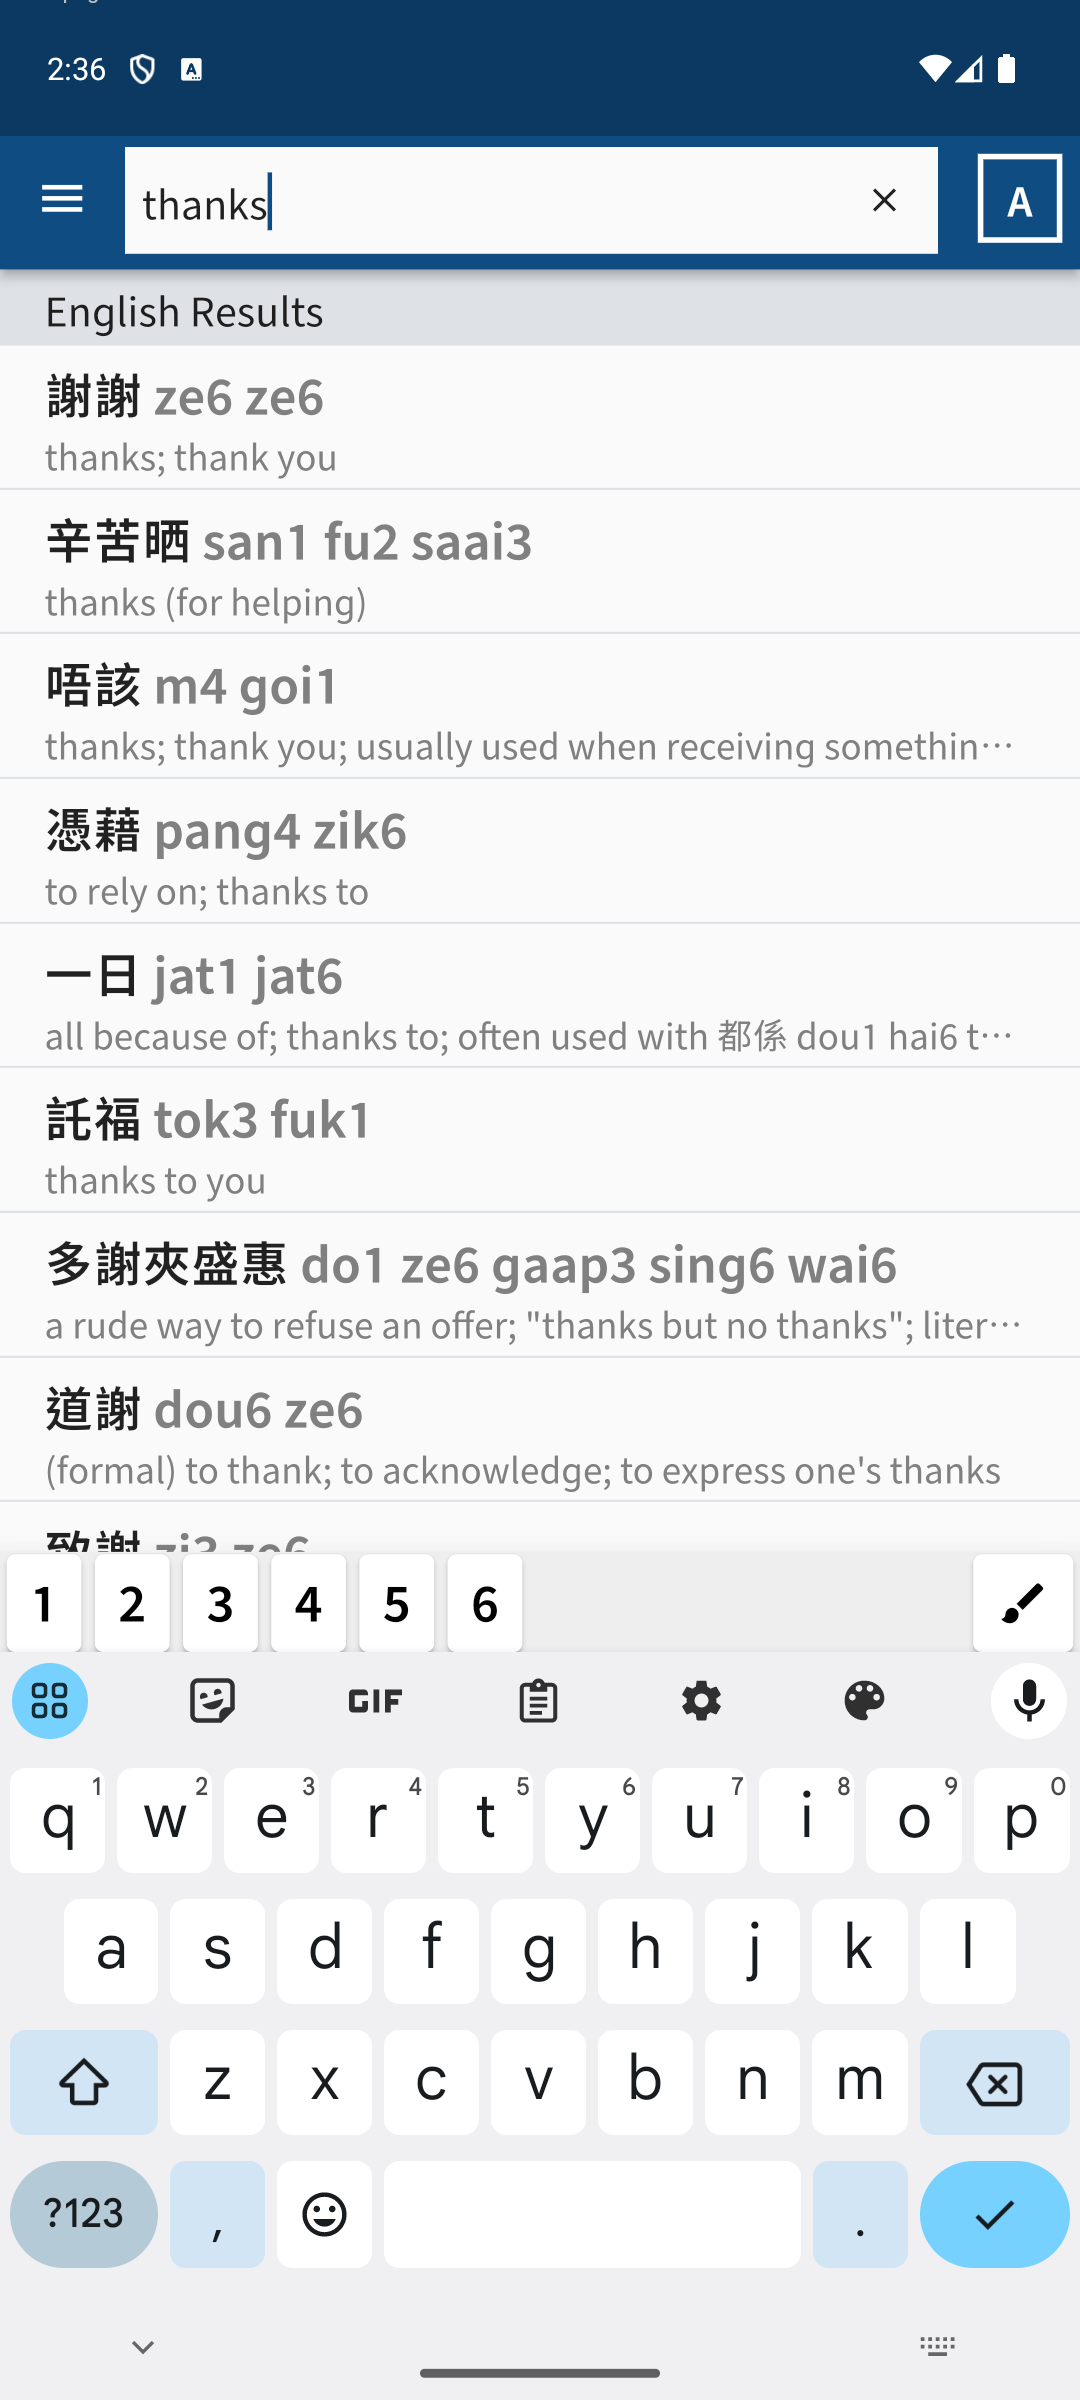 2:36
thanks
A
English Results
謝謝 ze6 ze6
thanks; thank you
辛苦晒 san1 fu2 saai3
thanks (for helping)
唔該 m4 goi1
thanks; thank you; usually used when receiving somethin…
憑藉 pang4 zik6
to rely on; thanks to
一日 jat1 jat6
all because of; thanks to; often used with 都係 dou1 hai6 t…
託福 tok3 fuk1
thanks to you
多謝夾盛惠 do1 ze6 gaap3 sing6 wai6
a rude way to refuse an offer; "thanks but no thanks"; liter…
道謝 dou6 ze6
(formal) to thank; to acknowledge; to express one's thanks
致謝 zi3 ze6
1 2 3 4 5 6
GIF
q 1 w 2 e 3 r 4 t 5 y 6 u 7 i 8 o 9 p 0
a s d f g h j k l
z x c v b n m
?123 , .